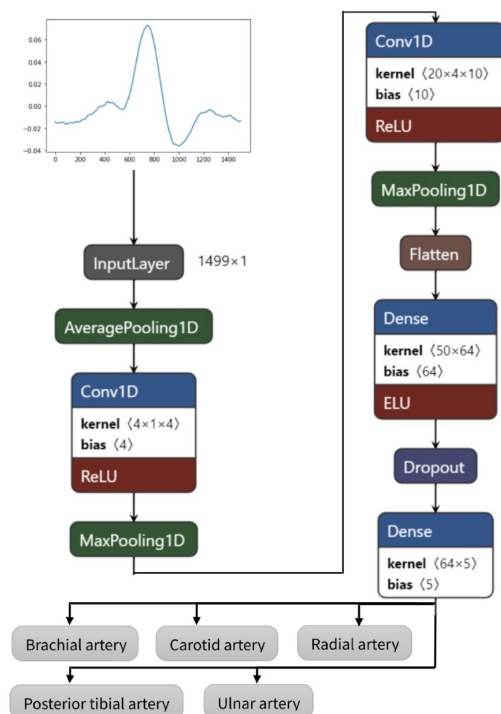 0.06
0.04
0.02
0.00
−0.02
−0.04
0 200 400 600 800 1000 1200 1400
InputLayer 1499×1
AveragePooling1D
Conv1D
kernel ⟨4×1×4⟩
bias ⟨4⟩
ReLU
MaxPooling1D
Conv1D
kernel ⟨20×4×10⟩
bias ⟨10⟩
ReLU
MaxPooling1D
Flatten
Dense
kernel ⟨50×64⟩
bias ⟨64⟩
ELU
Dropout
Dense
kernel ⟨64×5⟩
bias ⟨5⟩
Brachial artery
Carotid artery
Radial artery
Posterior tibial artery
Ulnar artery